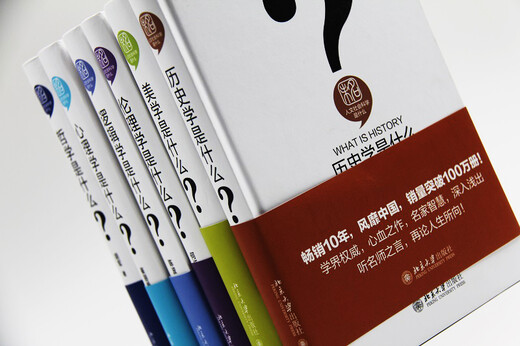 哲学是什么?
心理学是什么?
逻辑学是什么?
伦理学是什么?
美学是什么?
历史学是什么?
北京大学出版社
?
人文社会科学
是什么
WHAT IS HISTORY
历史学是什么
畅销10年，风靡中国，销量突破100万册!
学界权威，心血之作，名家智慧，深入浅出
听名师之言，再论人生所向!
北京大学出版社